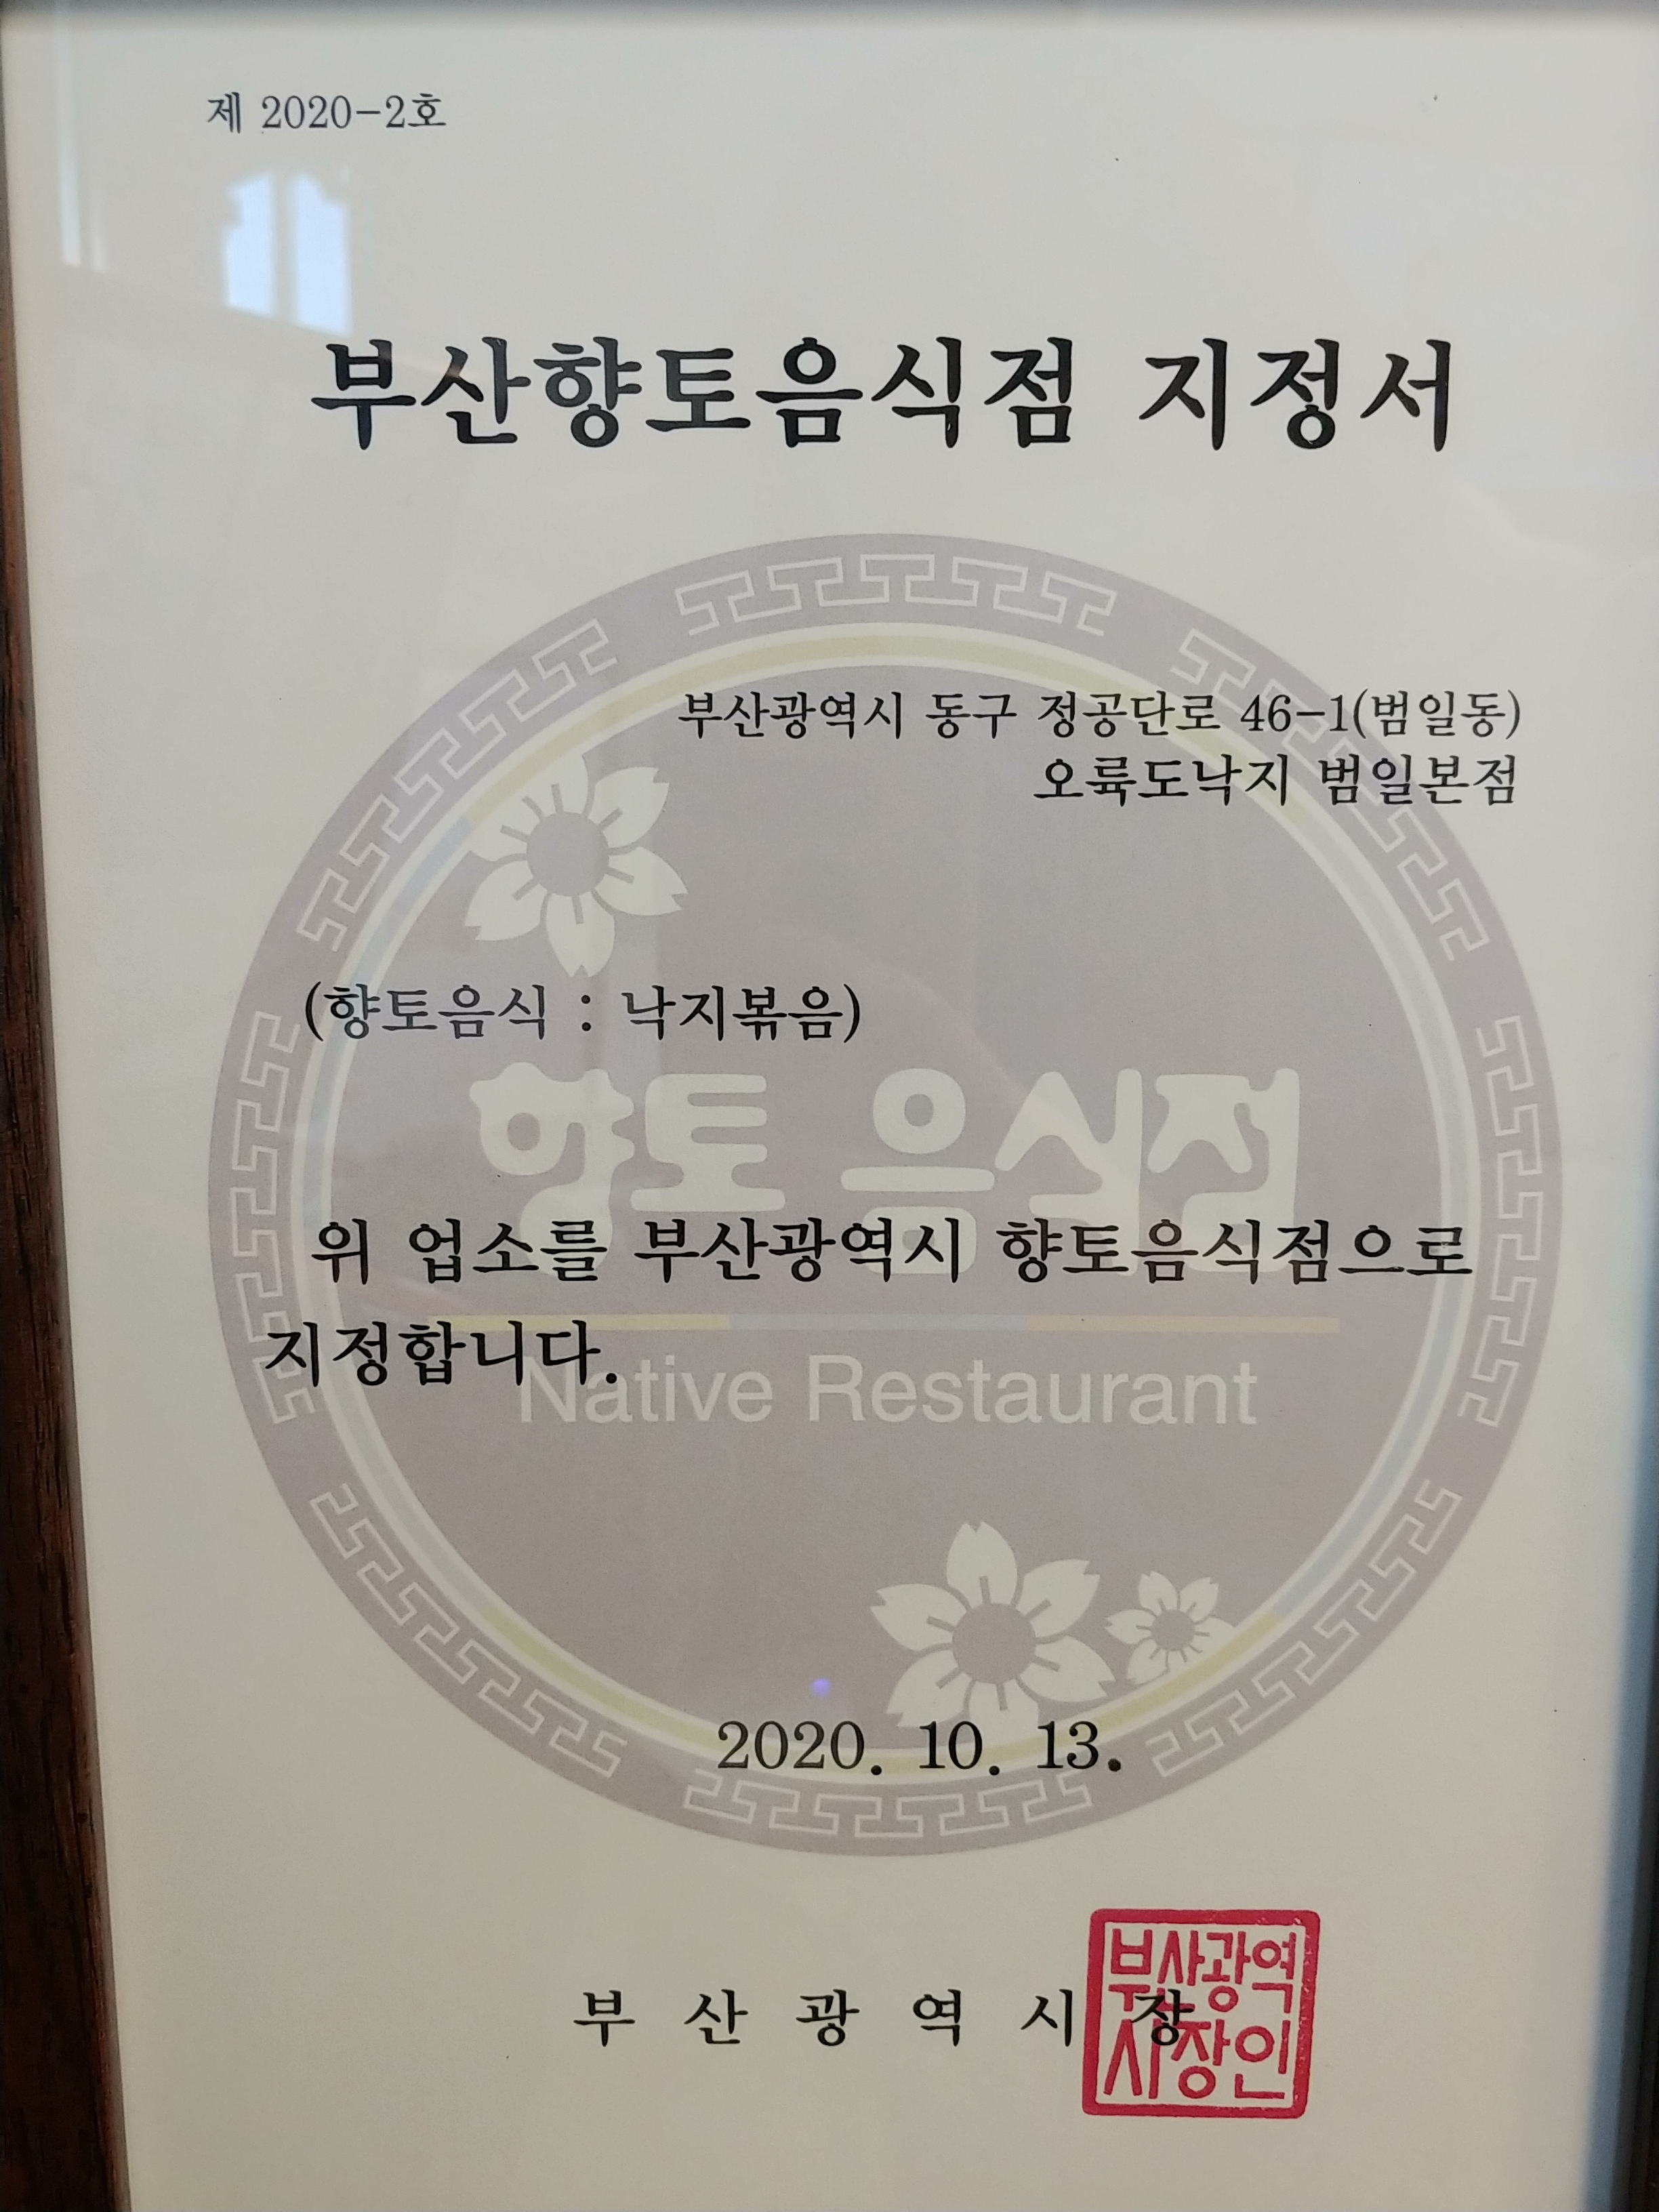 제 2020-2호
부산향토음식점 지정서
부산광역시 동구 정공단로 46-1(범일동)
오륙도낙지 범일본점
(향토음식 : 낙지볶음)
향토 음식점
위 업소를 부산광역시 향토음식점으로
지정합니다.
Native Restaurant
2020. 10. 13.
부 산 광 역 시 장
부산광역
시장인